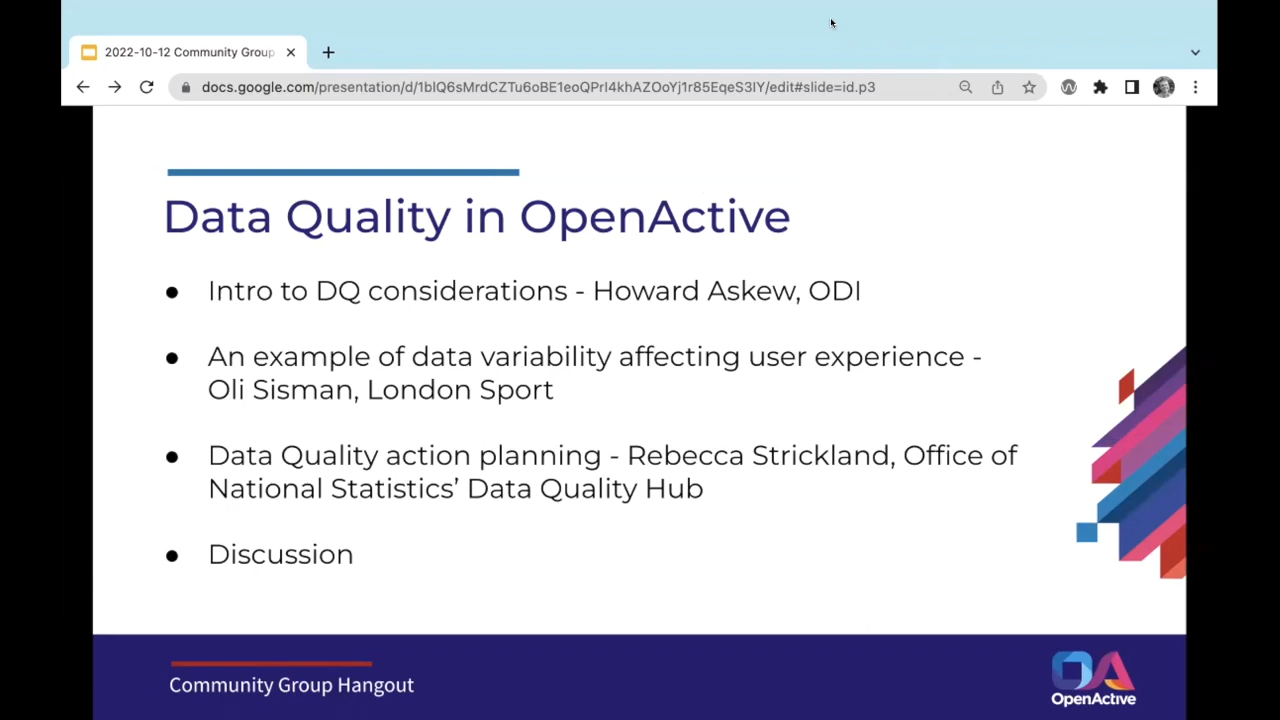 2022-10-12 Community Group
docs.google.com/presentation/d/1blQ6sMrdCZTu6oBE1eoQPrI4khAZOoYj1r85EqeS3IY/edit#slide=id.p3
Data Quality in OpenActive
● Intro to DQ considerations - Howard Askew, ODI
● An example of data variability affecting user experience -
Oli Sisman, London Sport
● Data Quality action planning - Rebecca Strickland, Office of
National Statistics’ Data Quality Hub
● Discussion
Community Group Hangout
OpenActive